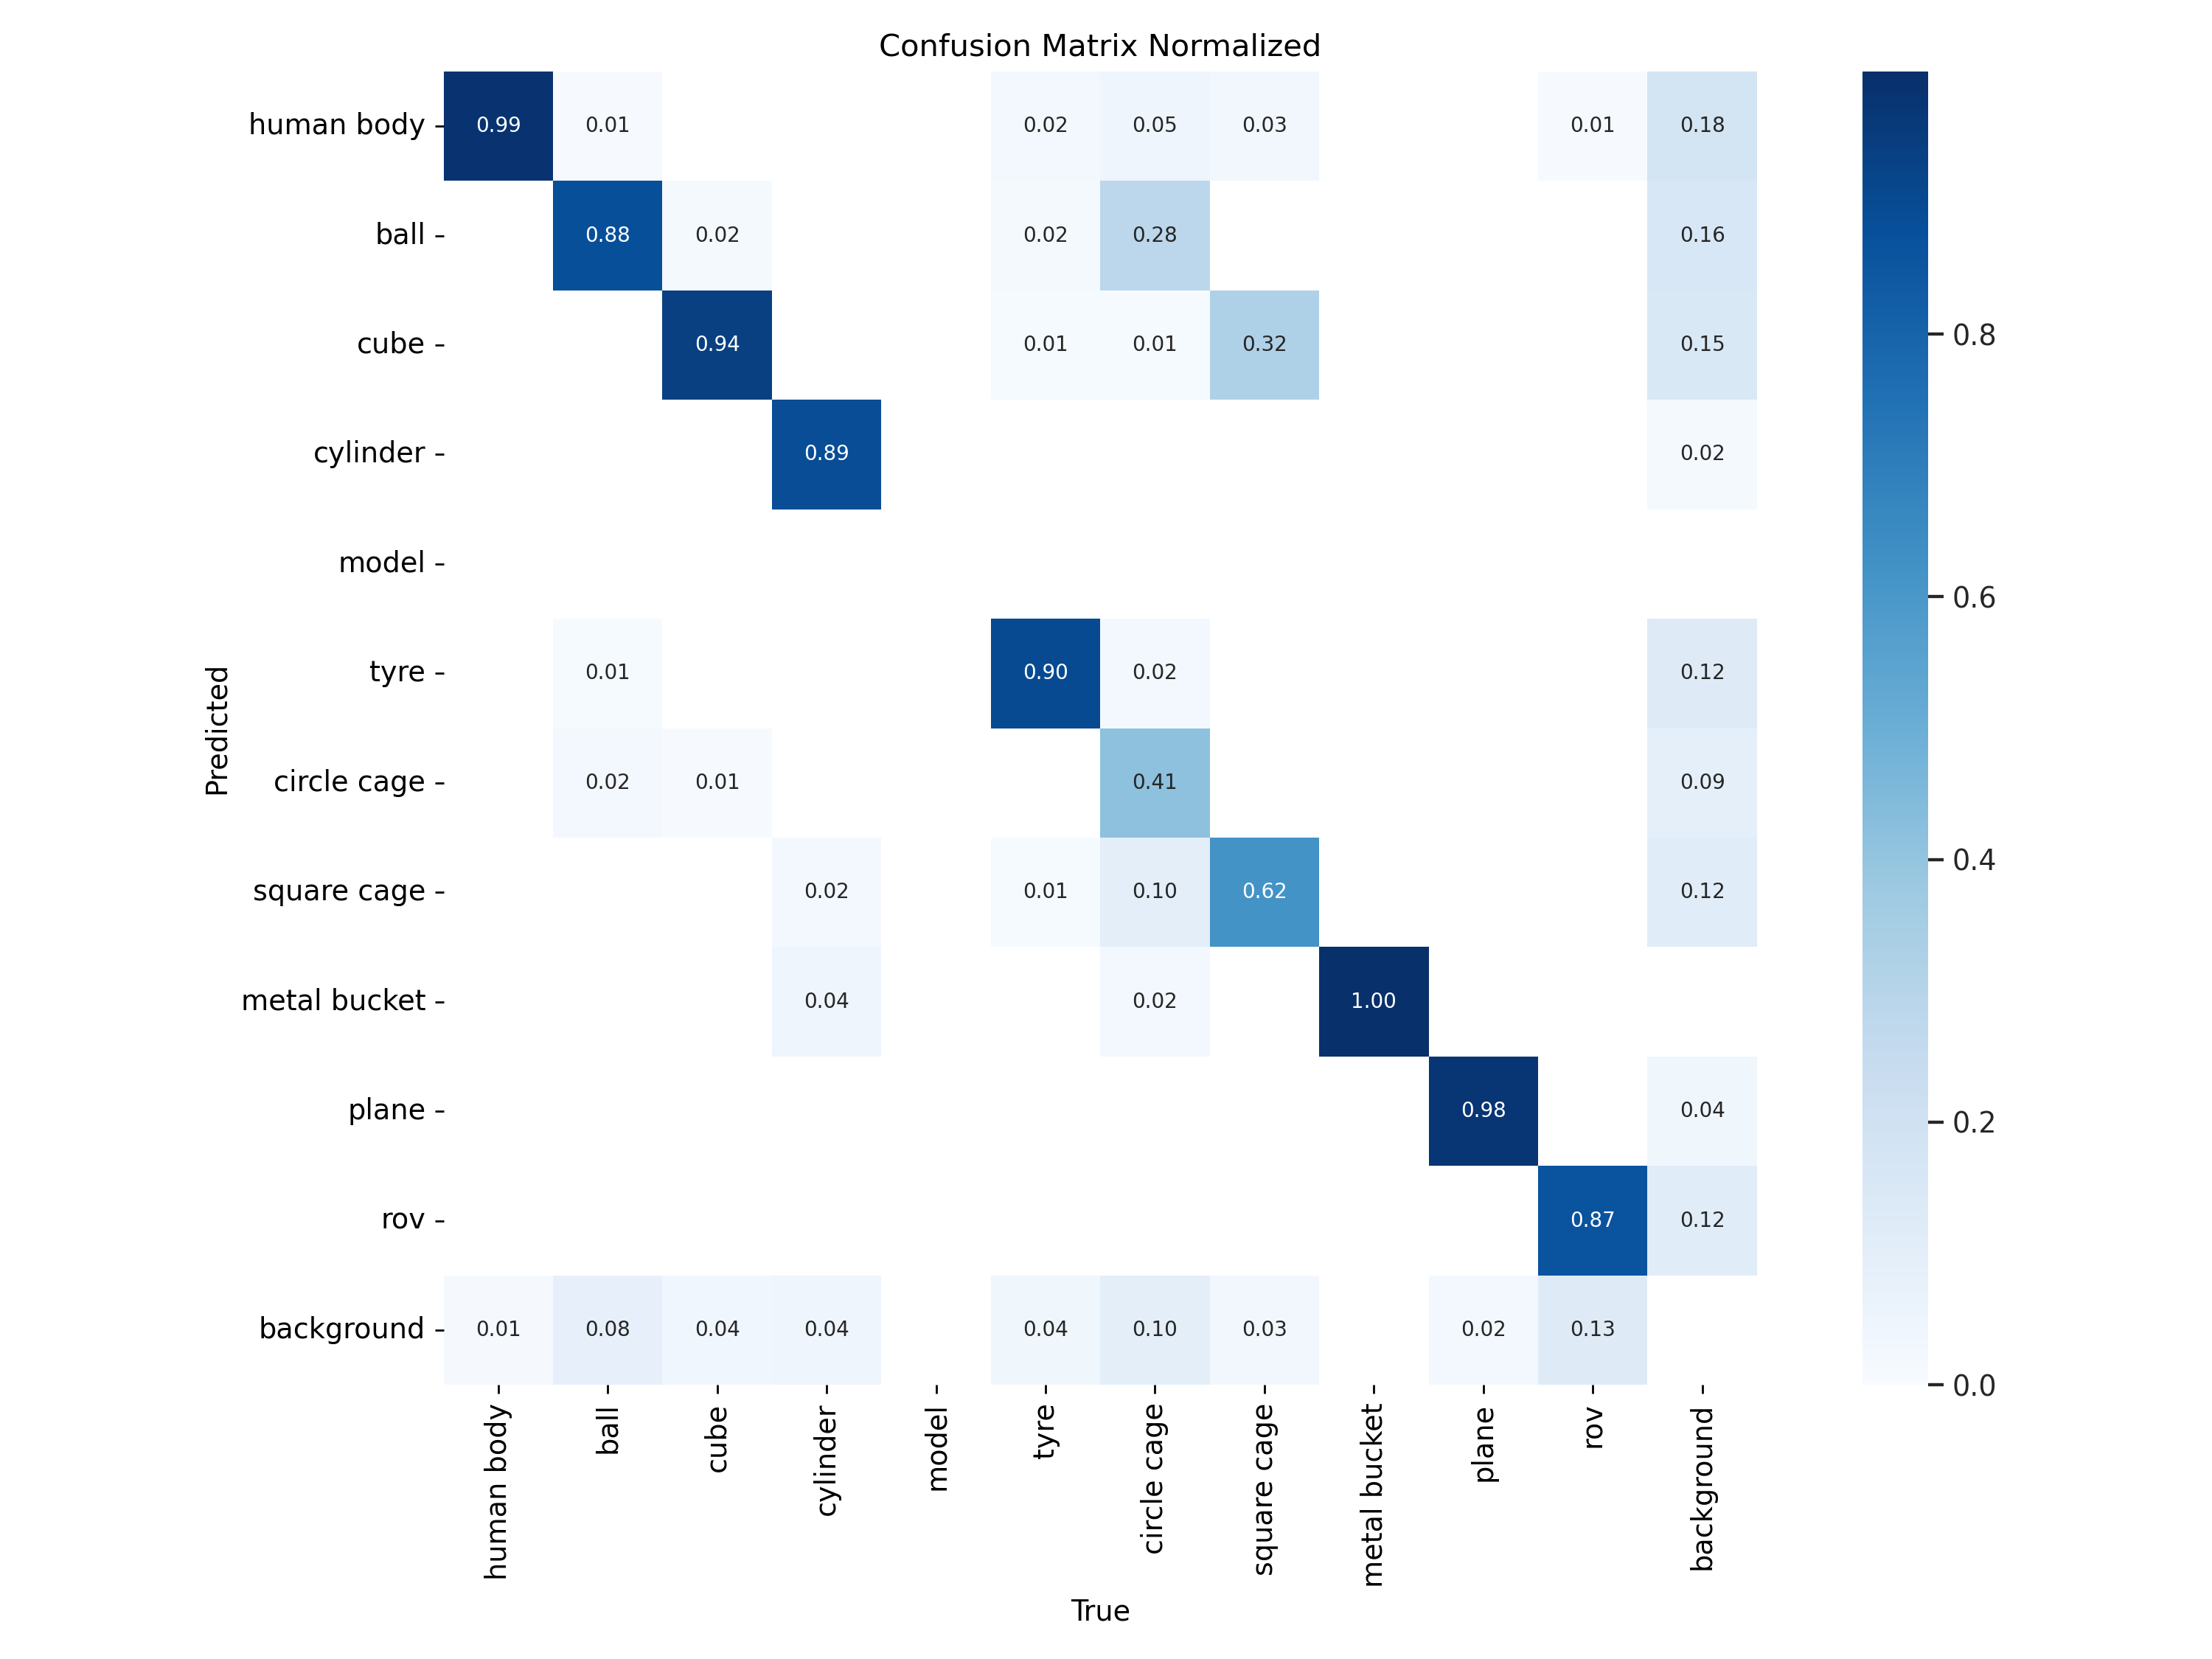 Confusion Matrix Normalized
human body 0.99 0.01 0.02 0.05 0.03 0.01 0.18
ball 0.88 0.02 0.02 0.28 0.16
cube 0.94 0.01 0.01 0.32 0.15
cylinder 0.89 0.02
model
tyre 0.01 0.90 0.02 0.12
circle cage 0.02 0.01 0.41 0.09
square cage 0.02 0.01 0.10 0.62 0.12
metal bucket 0.04 0.02 1.00
plane 0.98 0.04
rov 0.87 0.12
background 0.01 0.08 0.04 0.04 0.04 0.10 0.03 0.02 0.13
Predicted
human body
ball
cube
cylinder
model
tyre
circle cage
square cage
metal bucket
plane
rov
background
True
0.8
0.6
0.4
0.2
0.0